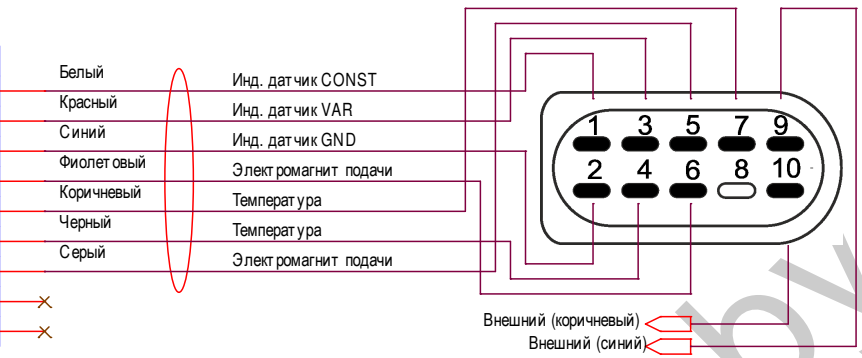 Белый
Инд. датчик CONST
Красный
Инд. датчик VAR
Синий
Инд. датчик GND
Фиолетовый
Электромагнит подачи
Коричневый
Температура
Черный
Температура
Серый
Электромагнит подачи
1 3 5 7 9
2 4 6 8 10
Внешний (коричневый)
Внешний (синий)
by